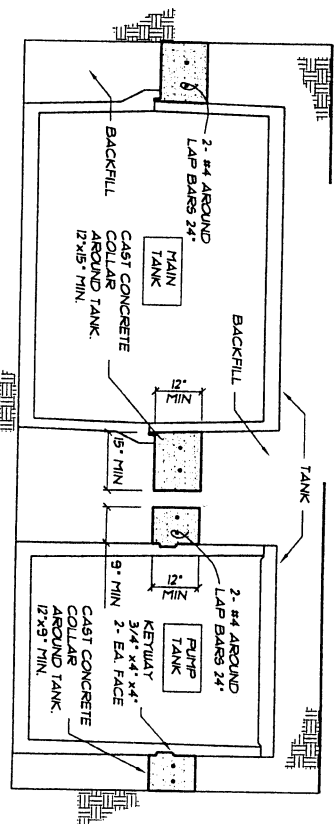 2- #4 AROUND
LAP BARS 24"
BACKFILL
MAIN
TANK
CAST CONCRETE
COLLAR
AROUND TANK.
12"x15" MIN.
BACKFILL
TANK
12"
MIN
15" MIN
9" MIN
2- #4 AROUND
LAP BARS 24"
PUMP
TANK
12"
MIN
KEYWAY
3/4" x4" x4"
2- EA. FACE
CAST CONCRETE
COLLAR
AROUND TANK.
12"x9" MIN.